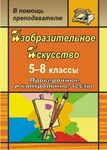 В помощь преподавателю
Изобразительное
Искусство
5–8 классы
Проверочные
и контрольные тесты